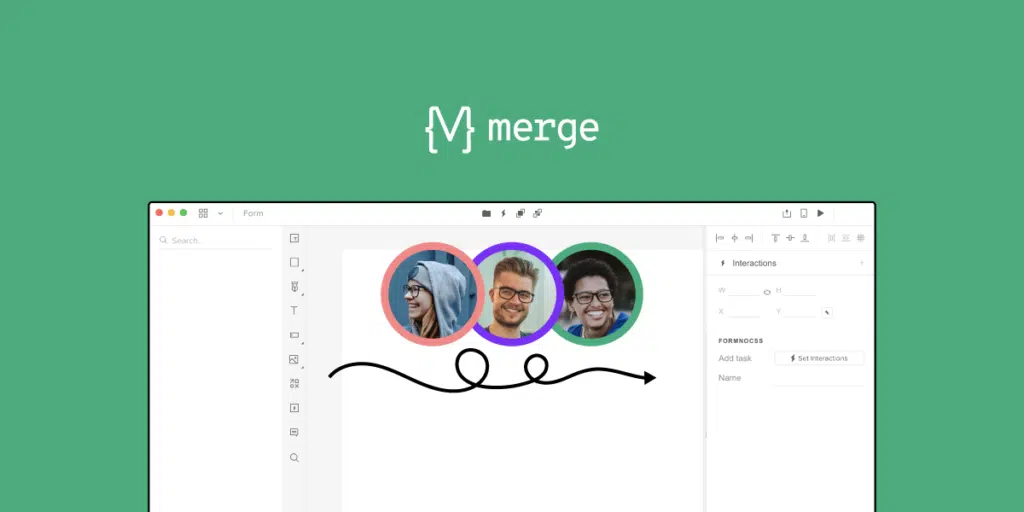 {M} merge
Form
Search...
Interactions
W
H
X
Y
FORMNOCSS
Add task
Set Interactions
Name